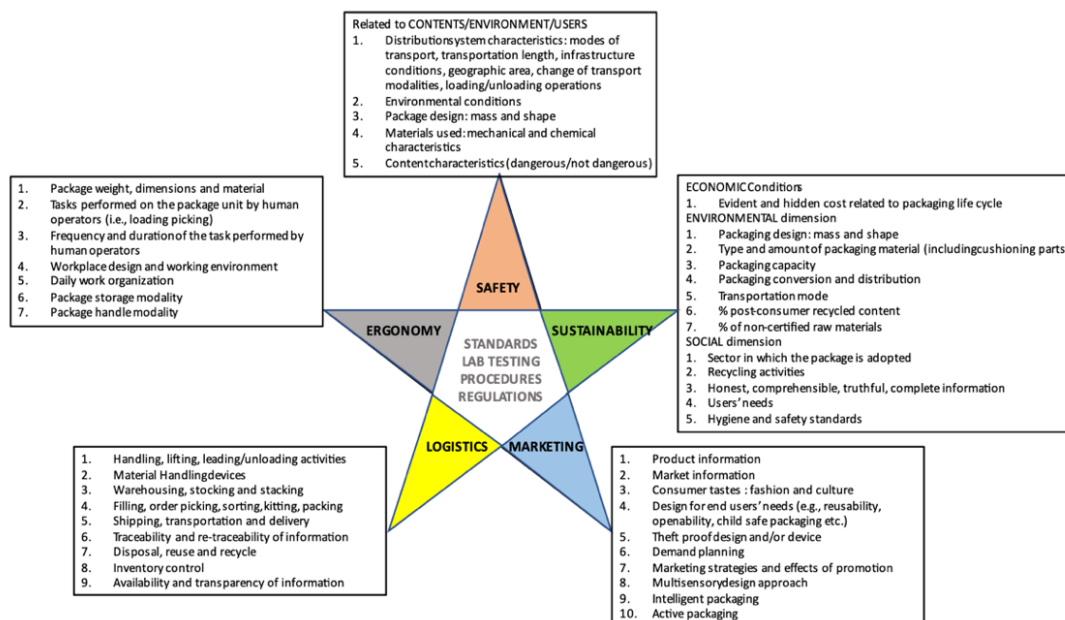 Related to CONTENTS/ENVIRONMENT/USERS
1. Distributionsystem characteristics: modes of
transport, transportation length, infrastructure
conditions, geographic area, change of transport
modalities, loading/unloading operations
2. Environmental conditions
3. Package design: mass and shape
4. Materials used: mechanical and chemical
characteristics
5. Content characteristics (dangerous/not dangerous)
1. Package weight, dimensions and material
2. Tasks performed on the package unit by human
operators (i.e., loading picking)
3. Frequency and duration of the task performed by
human operators
4. Workplace design and working environment
5. Daily work organization
6. Package storage modality
7. Package handle modality
ECONOMIC Conditions
1. Evident and hidden cost related to packaging life cycle
ENVIRONMENTAL dimension
1. Packaging design: mass and shape
2. Type and amount of packaging material (including cushioning parts
3. Packaging capacity
4. Packaging conversion and distribution
5. Transportation mode
6. % post-consumer recycled content
7. % of non-certified raw materials
SOCIAL dimension
1. Sector in which the package is adopted
2. Recycling activities
3. Honest, comprehensible, truthful, complete information
4. Users' needs
5. Hygiene and safety standards
SAFETY
ERGONOMY
SUSTAINABILITY
STANDARDS
LAB TESTING
PROCEDURES
REGULATIONS
LOGISTICS
MARKETING
1. Handling, lifting, leading/unloading activities
2. Material Handling devices
3. Warehousing, stocking and stacking
4. Filling, order picking, sorting, kitting, packing
5. Shipping, transportation and delivery
6. Traceability and re-traceability of information
7. Disposal, reuse and recycle
8. Inventory control
9. Availability and transparency of information
1. Product information
2. Market information
3. Consumer tastes : fashion and culture
4. Design for end users' needs (e.g., reusability,
openability, child safe packaging etc.)
5. Theft proof design and/or device
6. Demand planning
7. Marketing strategies and effects of promotion
8. Multisensory design approach
9. Intelligent packaging
10. Active packaging